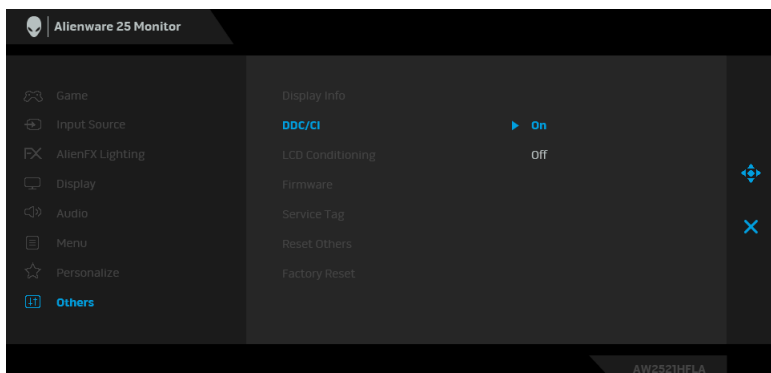 Alienware 25 Monitor
Game
Input Source
AlienFX Lighting
Display
Audio
Menu
Personalize
Others
Display Info
DDC/CI On
LCD Conditioning Off
Firmware
Service Tag
Reset Others
Factory Reset
AW2521HFLA